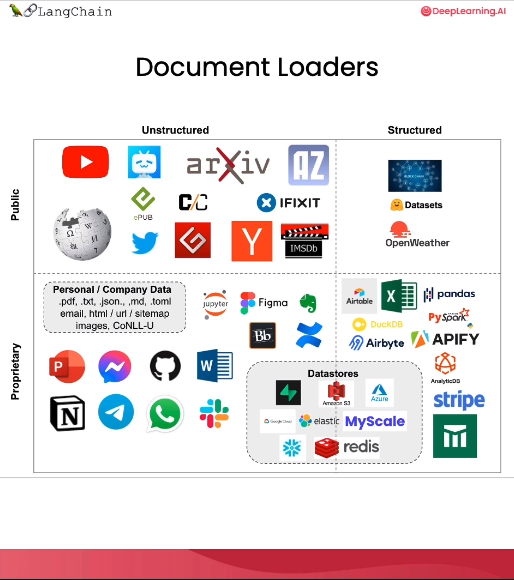 LangChain
DeepLearning.AI
Document Loaders
Unstructured
Structured
Public
arXiv
AZ
ePUB
C/C
IFIXIT
Y
IMSDb
Datasets
OpenWeather
Proprietary
Personal / Company Data
.pdf, .txt, .json., .md, .toml
email, html / url / sitemap
images, CoNLL-U
jupyter
Figma
Bb
P
W
N
Airtable
X
pandas
DuckDB
PySpark
Airbyte
APIFY
AnalyticDB
stripe
Datastores
Amazon S3
Azure
Google Cloud
elastic
MyScale
redis